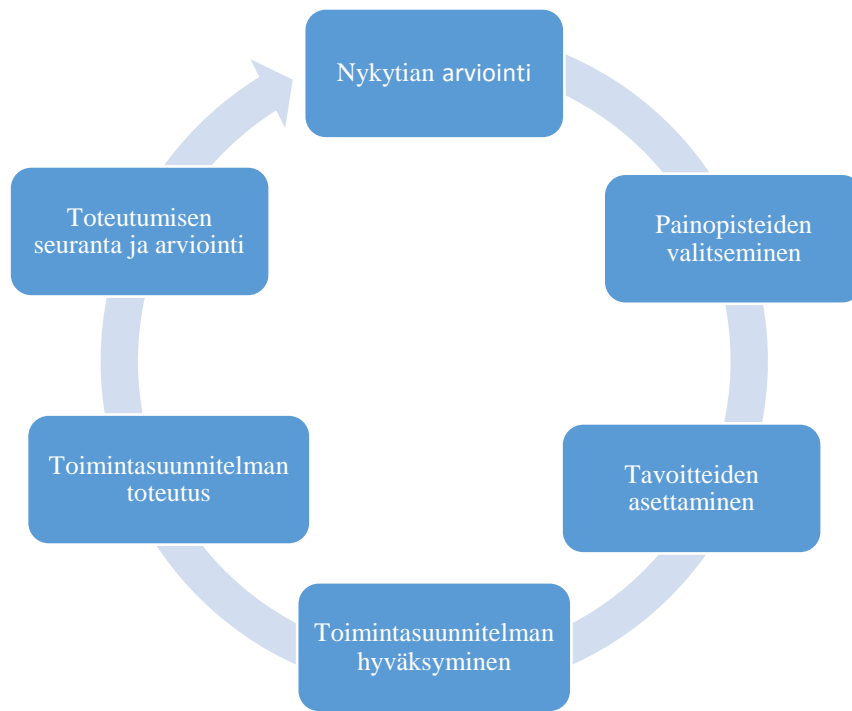 Nykytian arviointi
Painopisteiden
valitseminen
Tavoitteiden
asettaminen
Toimintasuunnitelman
hyväksyminen
Toimintasuunnitelman
toteutus
Toteutumisen
seuranta ja arviointi